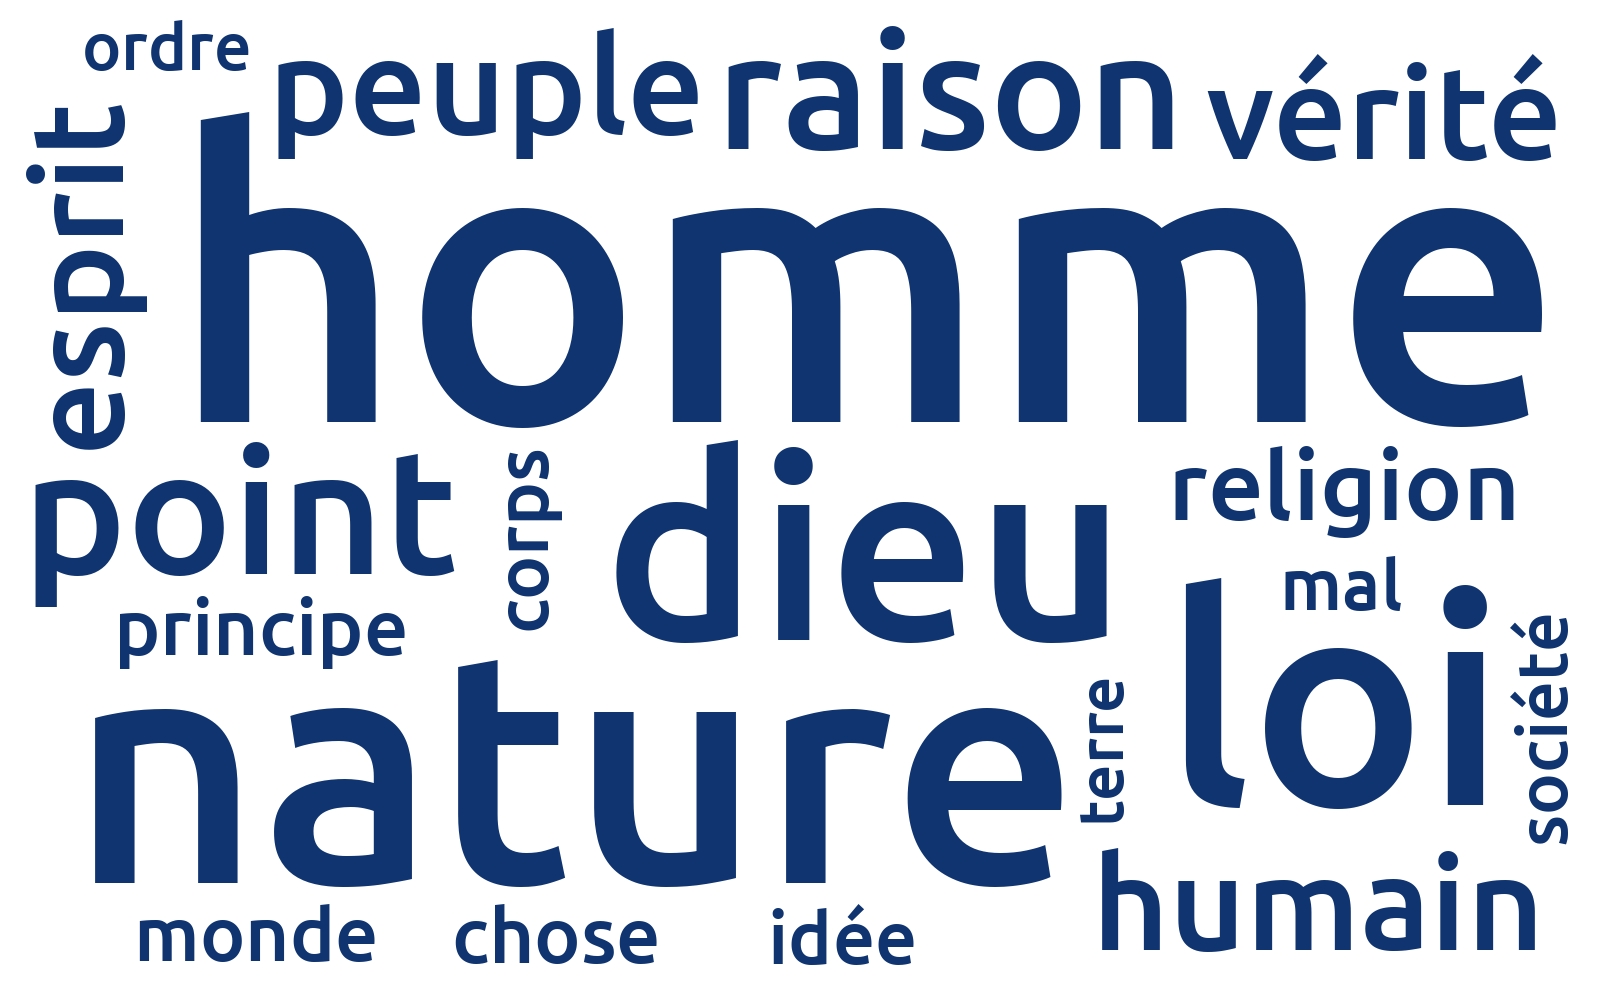 ordre
peuple
raison
vérité
esprit
homme
point
corps
dieu
religion
mal
principe
loi
société
nature
terre
humain
monde
chose
idée